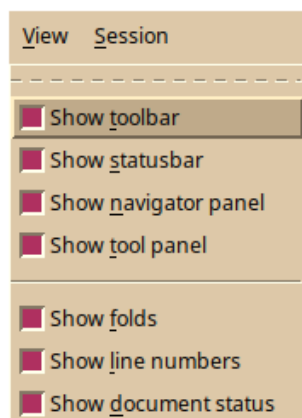 View Session
Show toolbar
Show statusbar
Show navigator panel
Show tool panel
Show folds
Show line numbers
Show document status